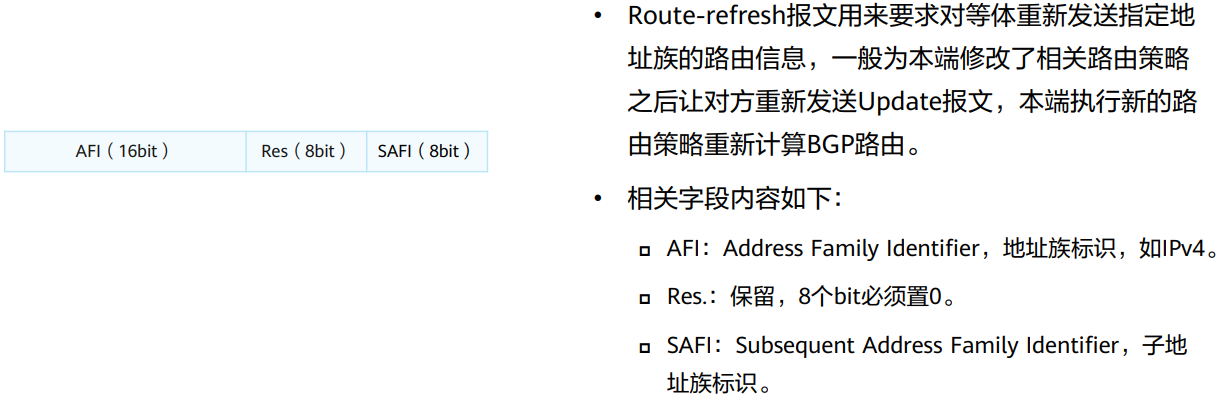 AFI（16bit）
Res（8bit）
SAFI（8bit）
• Route-refresh报文用来要求对等体重新发送指定地
址族的路由信息，一般为本端修改了相关路由策略
之后让对方重新发送Update报文，本端执行新的路
由策略重新计算BGP路由。
• 相关字段内容如下：
▫ AFI：Address Family Identifier，地址族标识，如IPv4。
▫ Res.：保留，8个bit必须置0。
▫ SAFI：Subsequent Address Family Identifier，子地
址族标识。